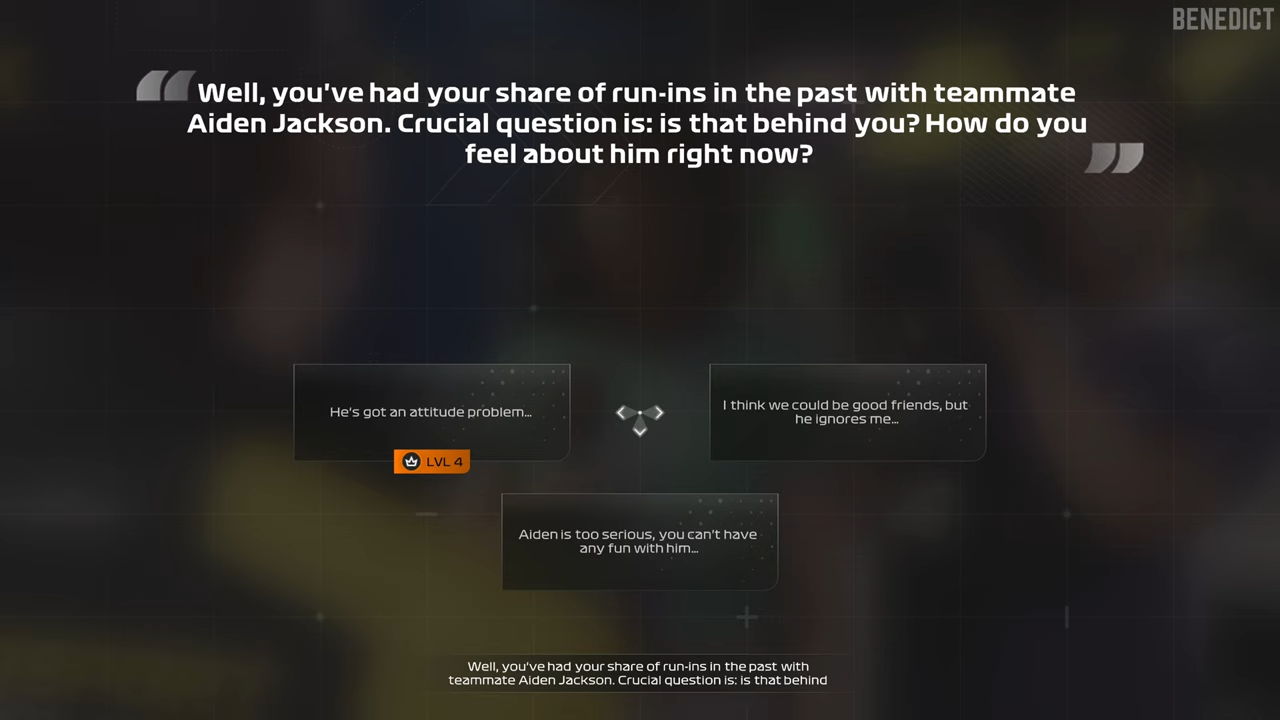 BENEDICT
“Well, you've had your share of run-ins in the past with teammate
Aiden Jackson. Crucial question is: is that behind you? How do you
feel about him right now?”
He's got an attitude problem...
LVL 4
I think we could be good friends, but
he ignores me...
Aiden is too serious, you can't have
any fun with him...
Well, you've had your share of run-ins in the past with
teammate Aiden Jackson. Crucial question is: is that behind